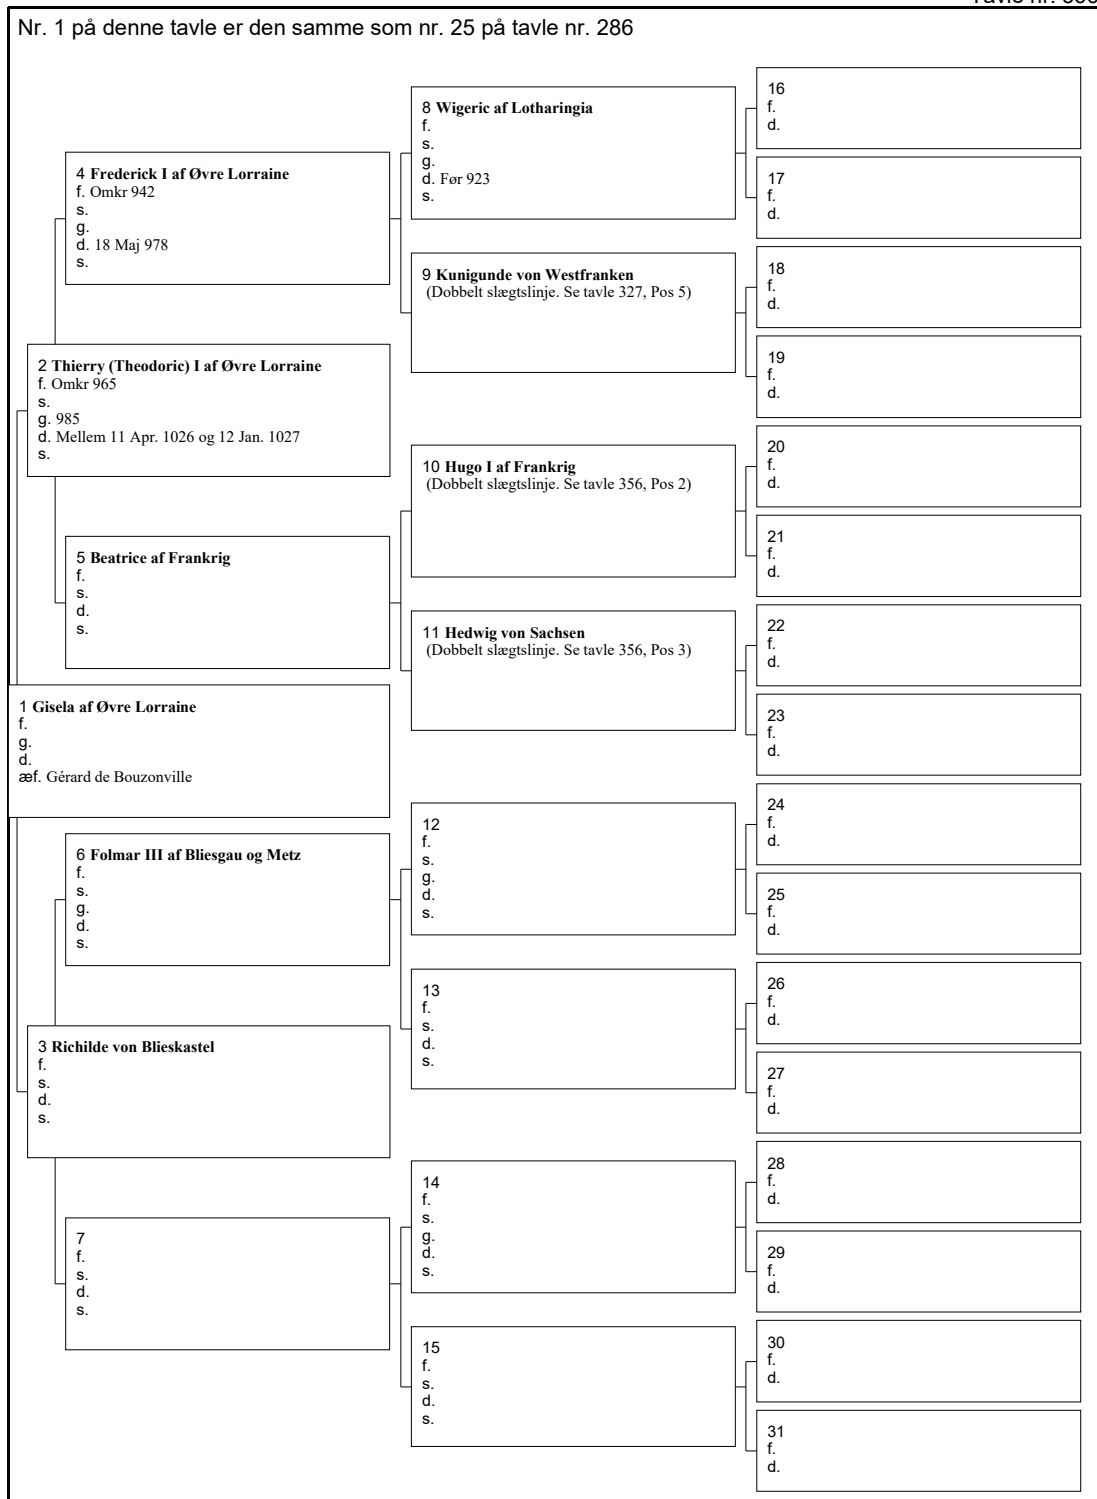 Nr. 1 på denne tavle er den samme som nr. 25 på tavle nr. 286
16
f.
d.
8 Wigeric af Lotharingia
f.
s.
g.
d. Før 923
s.
17
f.
d.
4 Frederick I af Øvre Lorraine
f. Omkr 942
s.
g.
d. 18 Maj 978
s.
18
f.
d.
9 Kunigunde von Westfranken
(Dobbelt slægtslinje. Se tavle 327, Pos 5)
19
f.
d.
2 Thierry (Theodoric) I af Øvre Lorraine
f. Omkr 965
s.
g. 985
d. Mellem 11 Apr. 1026 og 12 Jan. 1027
s.
20
f.
d.
10 Hugo I af Frankrig
(Dobbelt slægtslinje. Se tavle 356, Pos 2)
21
f.
d.
5 Beatrice af Frankrig
f.
s.
d.
s.
22
f.
d.
11 Hedwig von Sachsen
(Dobbelt slægtslinje. Se tavle 356, Pos 3)
23
f.
d.
1 Gisela af Øvre Lorraine
f.
g.
d.
æf. Gérard de Bouzonville
24
f.
d.
12
f.
s.
g.
d.
s.
25
f.
d.
6 Folmar III af Bliesgau og Metz
f.
s.
g.
d.
s.
26
f.
d.
13
f.
s.
d.
s.
27
f.
d.
3 Richilde von Blieskastel
f.
s.
d.
s.
28
f.
d.
14
f.
s.
g.
d.
s.
29
f.
d.
7
f.
s.
d.
s.
30
f.
d.
15
f.
s.
d.
s.
31
f.
d.